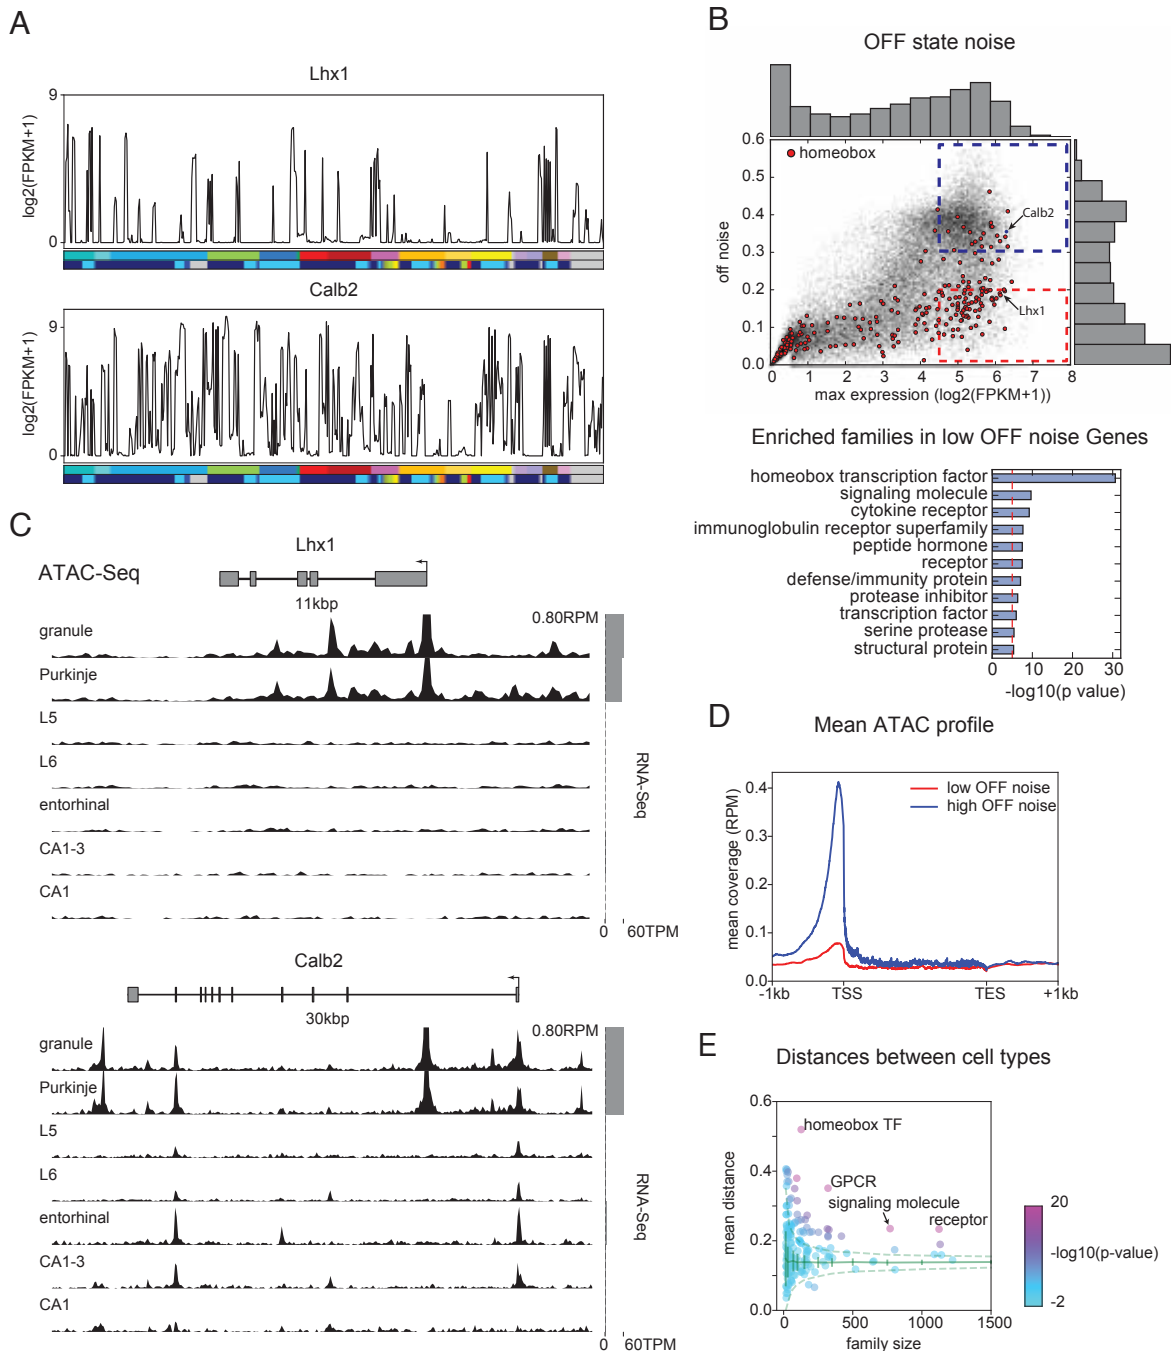 A
Lhx1
9
log2(FPKM+1)
0
Calb2
9
log2(FPKM+1)
0
B
OFF state noise
0.6
homeobox
0.5
0.4
Calb2
off noise
0.3
0.2
Lhx1
0.1
0.0
0 1 2 3 4 5 6 7 8
max expression (log2(FPKM+1))
Enriched families in low OFF noise Genes
homeobox transcription factor
signaling molecule
cytokine receptor
immunoglobulin receptor superfamily
peptide hormone
receptor
defense/immunity protein
protease inhibitor
transcription factor
serine protease
structural protein
0 10 20 30
-log10(p value)
C
Lhx1
ATAC-Seq
11kbp
0.80RPM
granule
Purkinje
L5
L6
entorhinal
CA1-3
CA1
RNA-Seq
0 60TPM
Calb2
30kbp
0.80RPM
granule
Purkinje
L5
L6
entorhinal
CA1-3
CA1
RNA-Seq
0 60TPM
D
Mean ATAC profile
0.4
low OFF noise
high OFF noise
0.3
mean coverage (RPM)
0.2
0.1
0.0
-1kb TSS TES +1kb
E
Distances between cell types
0.6
homeobox TF
0.4
GPCR
signaling molecule
receptor
mean distance
0.2
0.0
0 500 1000 1500
family size
20
-log10(p-value)
-2